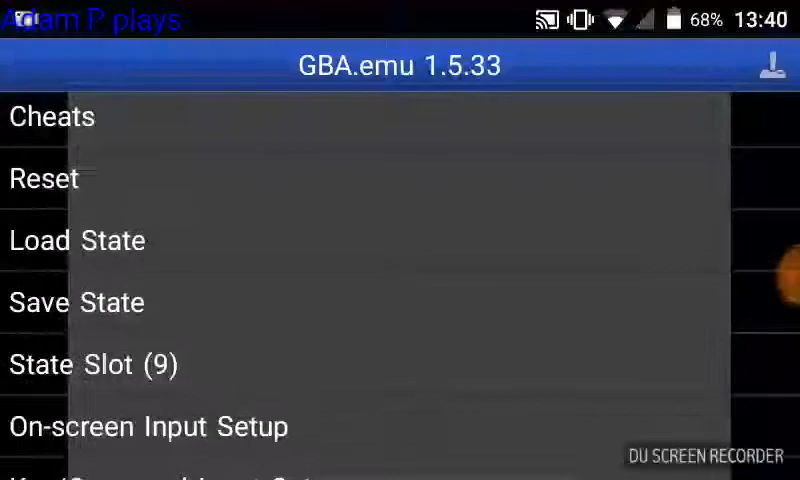 Adam P plays
68% 13:40
GBA.emu 1.5.33
Cheats
Reset
Load State
Save State
State Slot (9)
On-screen Input Setup
DU SCREEN RECORDER